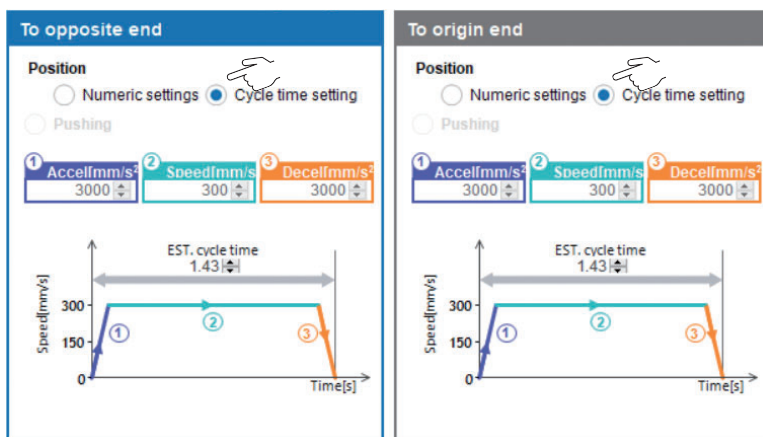 To opposite end
Position
Numeric settings Cycle time setting
Pushing
1 2 3
Accel[mm/s² Speed[mm/s Decel[mm/s²
3000 300 3000
EST. cycle time
1.43
Speed[mm/s]
300
150
0
1 2 3
Time[s]
To origin end
Position
Numeric settings Cycle time setting
Pushing
1 2 3
Accel[mm/s² Speed[mm/s Decel[mm/s²
3000 300 3000
EST. cycle time
1.43
Speed[mm/s]
300
150
0
1 2 3
Time[s]